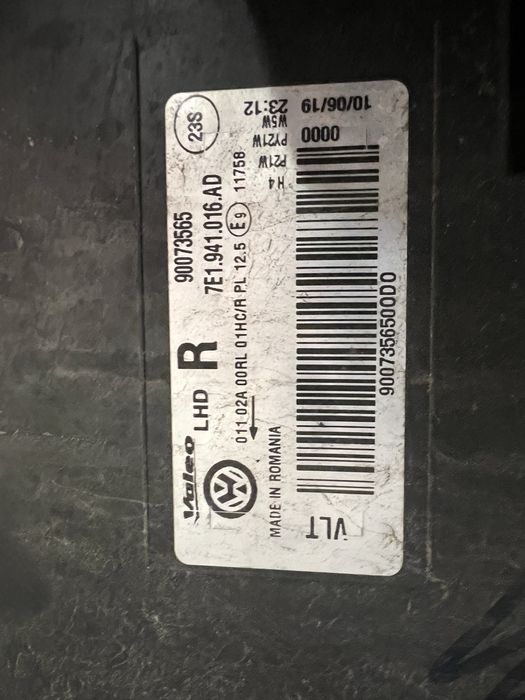 Valeo
LHD
R
90073565
7E1.941.016.AD
23S
011 02A 00RL 01HC/R PL 12.5 E9 11758
MADE IN ROMANIA
H4
P21W
PY21W
W5W
0000
23:12
10/06/19
VLT
9007356500DD0